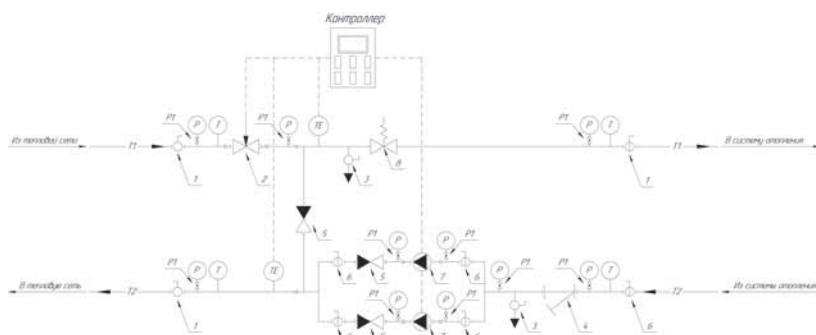 Контроллер
P1 P T P1 P TE P1 P T
Из тепловой сети T1 T1 В систему отопления
1 2 3 8 1
5
P1 P P1 P
P1 P T TE 6 5 7 6 P1 P P1 P T
В тепловую сеть T2 T2 Из системы отопления
1 P1 P P1 P 3 4 6